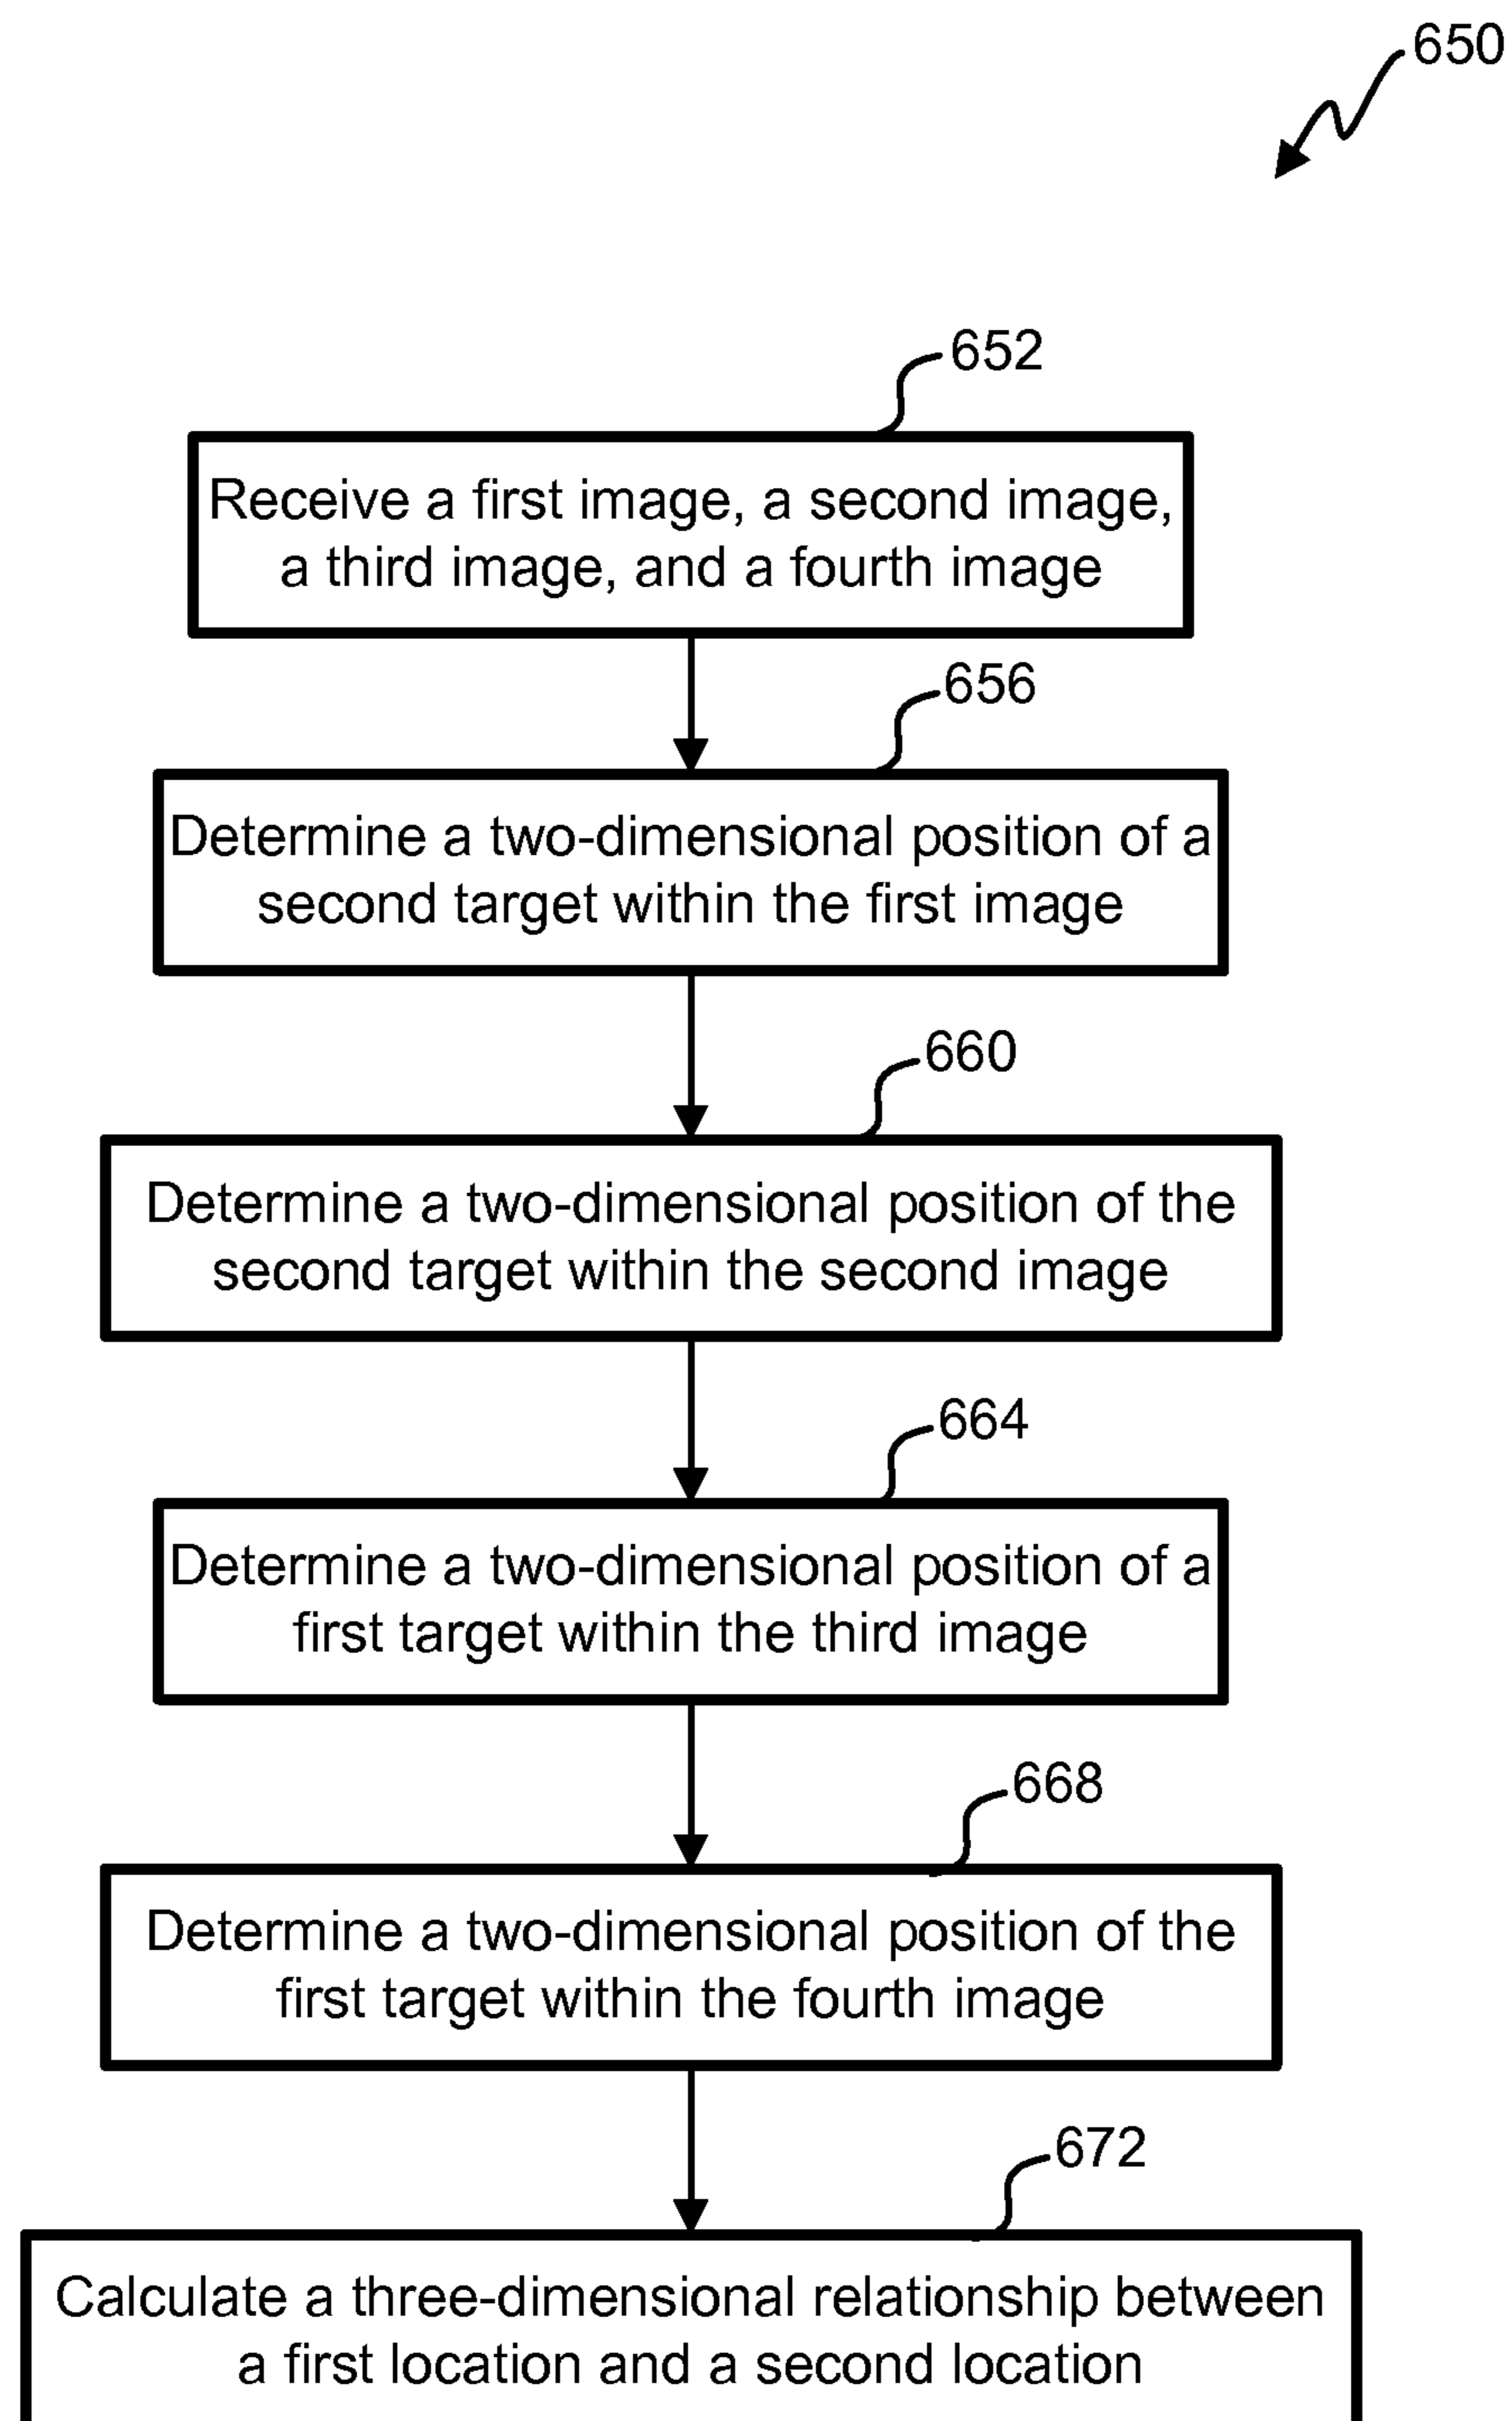 650
652
Receive a first image, a second image,
a third image, and a fourth image
656
Determine a two-dimensional position of a
second target within the first image
660
Determine a two-dimensional position of the
second target within the second image
664
Determine a two-dimensional position of a
first target within the third image
668
Determine a two-dimensional position of the
first target within the fourth image
672
Calculate a three-dimensional relationship between
a first location and a second location